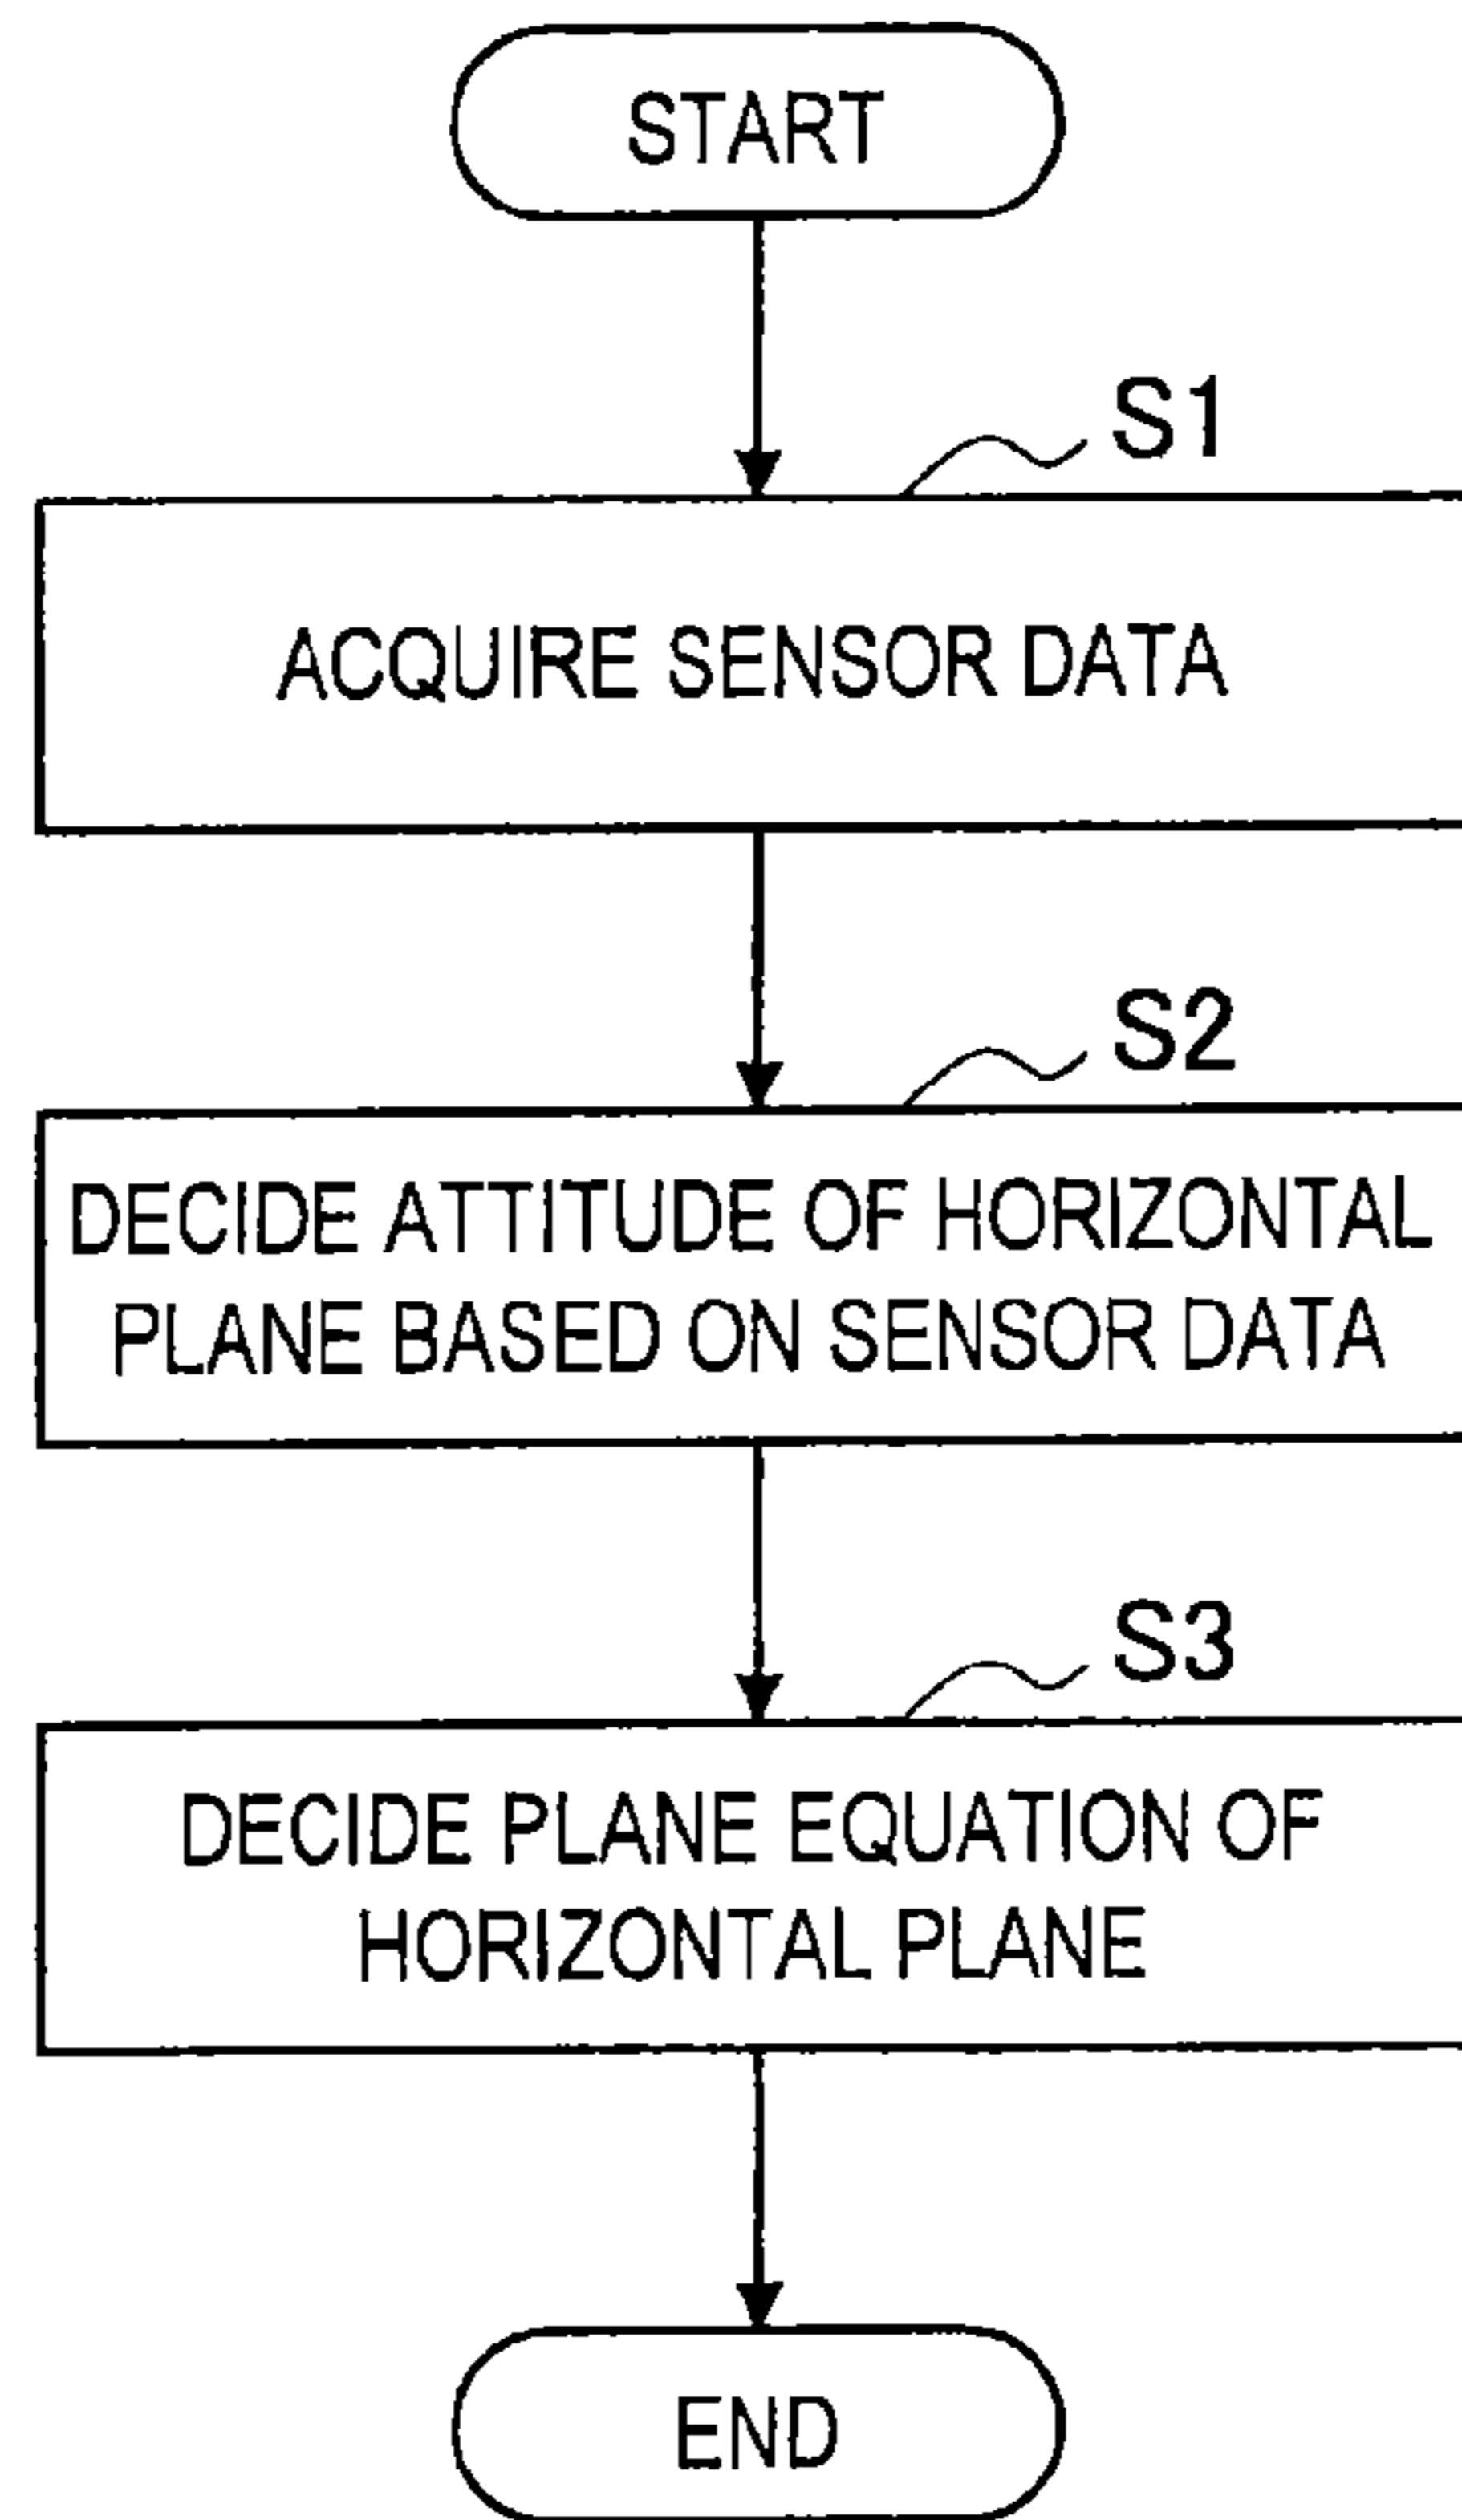 START
S1
ACQUIRE SENSOR DATA
S2
DECIDE ATTITUDE OF HORIZONTAL
PLANE BASED ON SENSOR DATA
S3
DECIDE PLANE EQUATION OF
HORIZONTAL PLANE
END